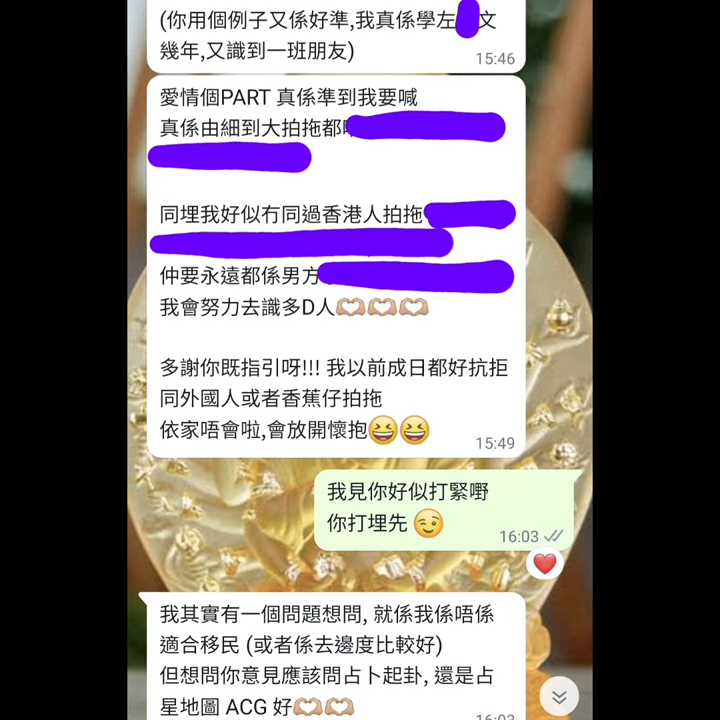 (你用個例子又係好準,我真係學左文
幾年,又識到一班朋友)
15:46
愛情個PART 真係準到我要喊
真係由細到大拍拖都
同埋我好似冇同過香港人拍拖
仲要永遠都係男方
我會努力去識多D人🫶🏼🫶🏼🫶🏼
多謝你既指引呀!!! 我以前成日都好抗拒
同外國人或者香蕉仔拍拖
依家唔會啦,會放開懷抱😆😆
15:49
我見你好似打緊嘢
你打埋先 😉
16:03
我其實有一個問題想問, 就係我係唔係
適合移民 (或者係去邊度比較好)
但想問你意見應該問占卜起卦, 還是占
星地圖 ACG 好🫶🏼🫶🏼
16:03